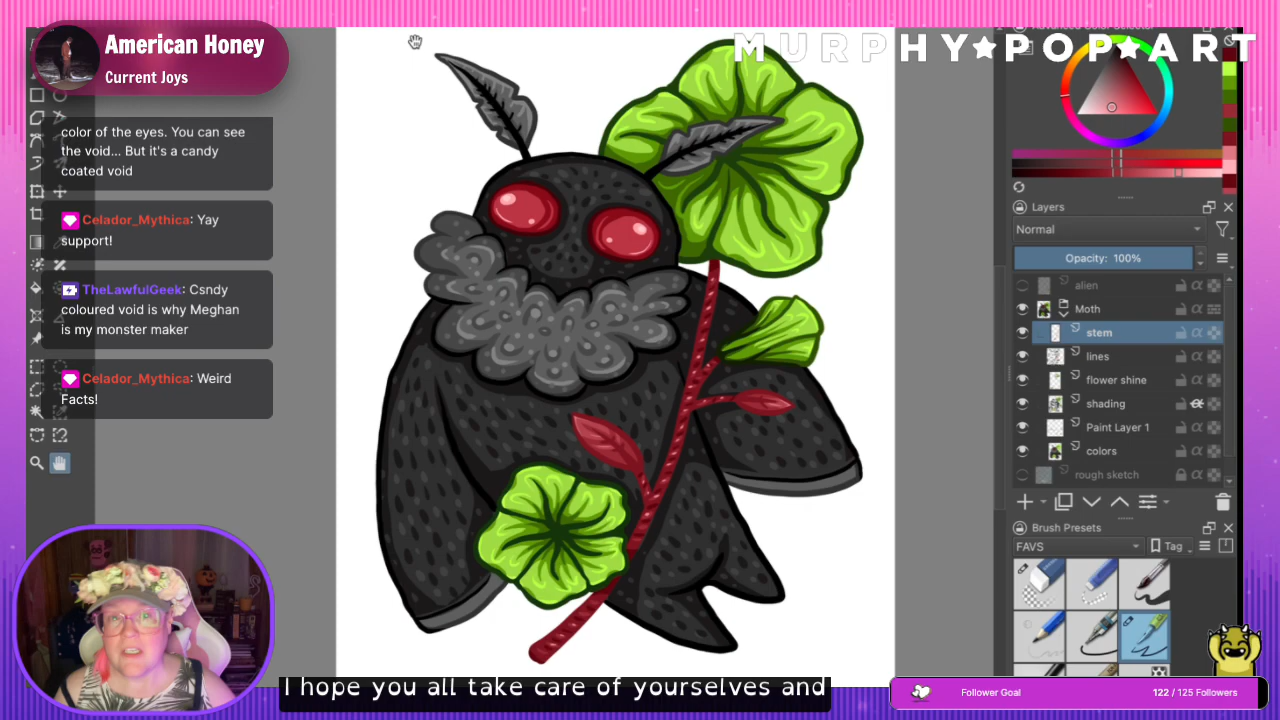 American Honey
Current Joys
color of the eyes. You can see
the void... But it's a candy
coated void
Celador_Mythica: Yay
support!
TheLawfulGeek: Csndy
coloured void is why Meghan
is my monster maker
Celador_Mythica: Weird
Facts!
MURPHY★POP★ART
Advanced Color Selector
Layers
Normal
Opacity: 100%
alien
Moth
stem
lines
flower shine
shading
Paint Layer 1
colors
rough sketch
Brush Presets
FAVS
Tag
I hope you all take care of yourselves and
Follower Goal
122 / 125 Followers